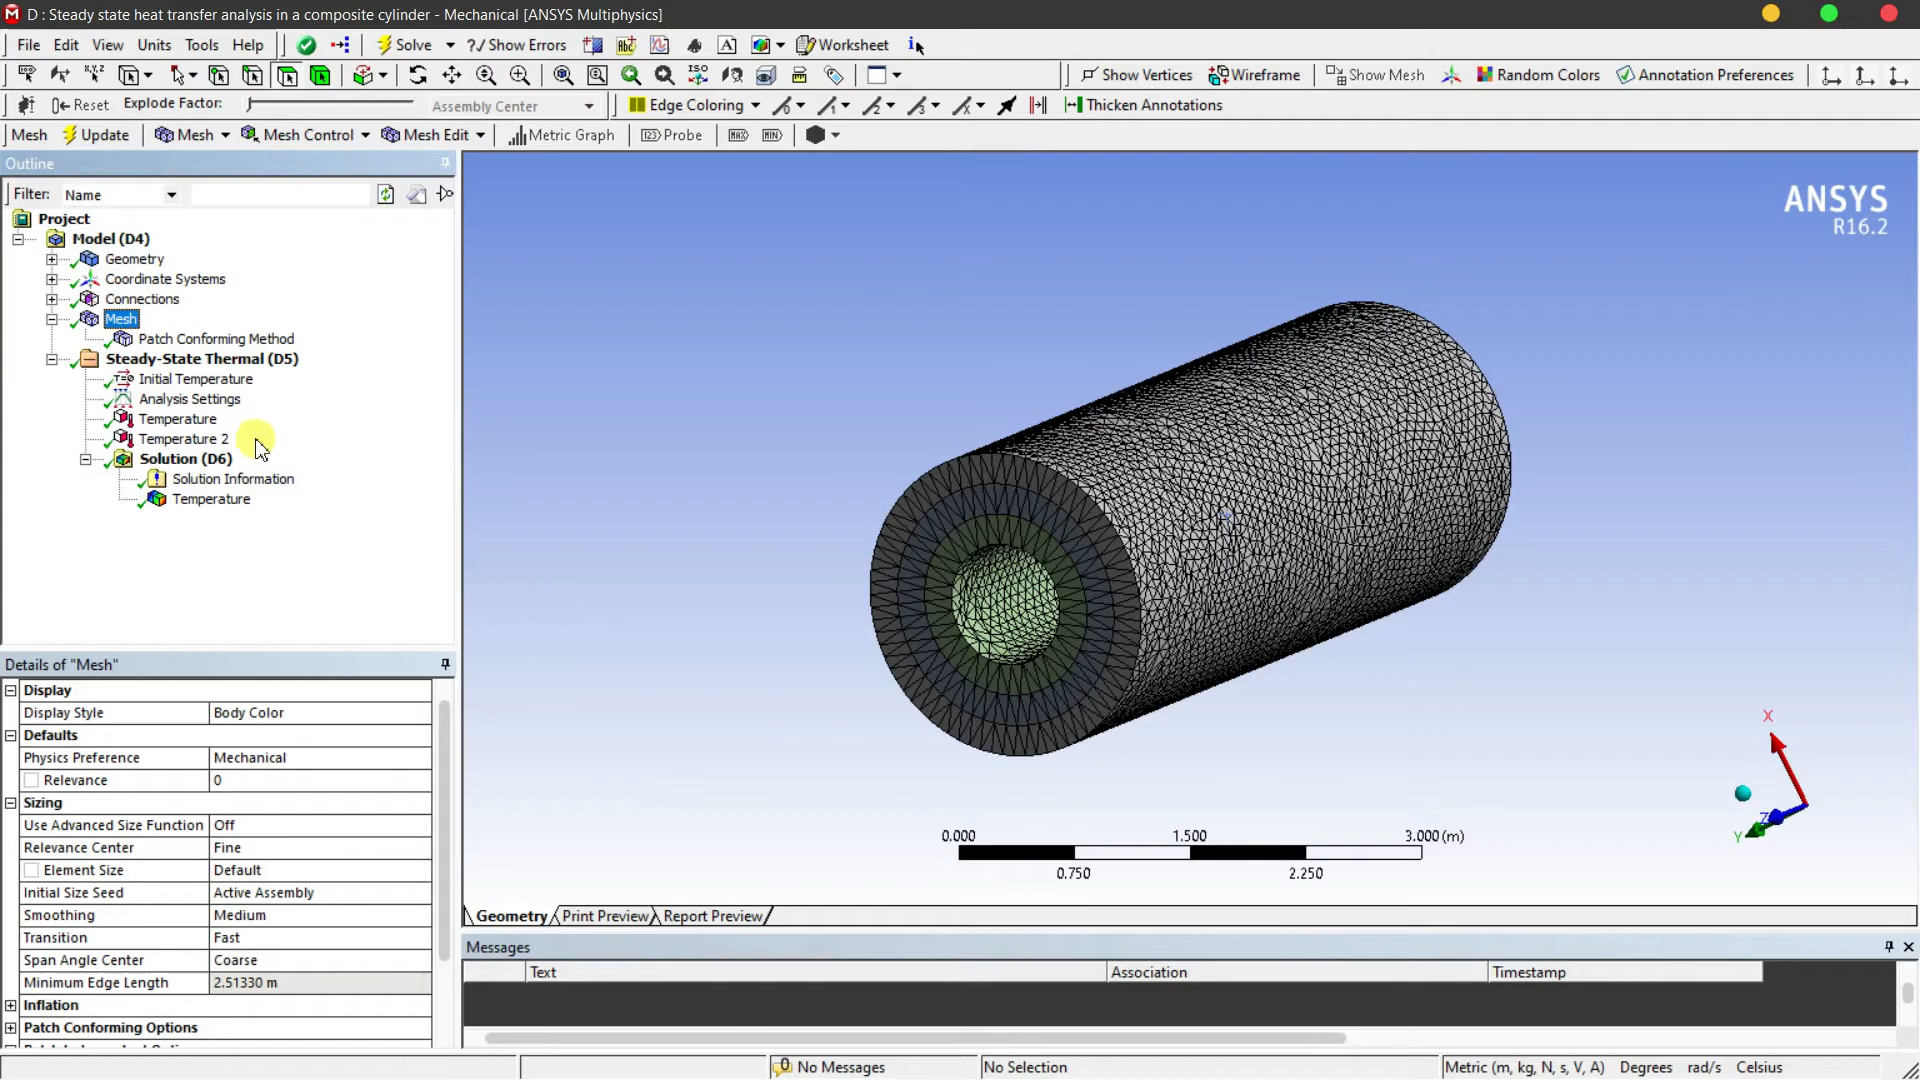 D : Steady state heat transfer analysis in a composite cylinder - Mechanical [ANSYS Multiphysics]
File Edit View Units Tools Help Solve ?/ Show Errors Worksheet
Show Vertices Wireframe Show Mesh Random Colors Annotation Preferences
Reset Explode Factor: Assembly Center Edge Coloring Thicken Annotations
Mesh Update Mesh Mesh Control Mesh Edit Metric Graph Probe MAX MIN
Outline
Filter: Name
Project
Model (D4)
Geometry
Coordinate Systems
Connections
Mesh
Patch Conforming Method
Steady-State Thermal (D5)
Initial Temperature
Analysis Settings
Temperature
Temperature 2
Solution (D6)
Solution Information
Temperature
Details of "Mesh"
Display
Display Style Body Color
Defaults
Physics Preference Mechanical
Relevance 0
Sizing
Use Advanced Size Function Off
Relevance Center Fine
Element Size Default
Initial Size Seed Active Assembly
Smoothing Medium
Transition Fast
Span Angle Center Coarse
Minimum Edge Length 2.51330 m
Inflation
Patch Conforming Options
ANSYS
R16.2
X
Z
Y
0.000 1.500 3.000 (m)
0.750 2.250
Geometry Print Preview Report Preview
Messages
Text Association Timestamp
No Messages No Selection Metric (m, kg, N, s, V, A) Degrees rad/s Celsius